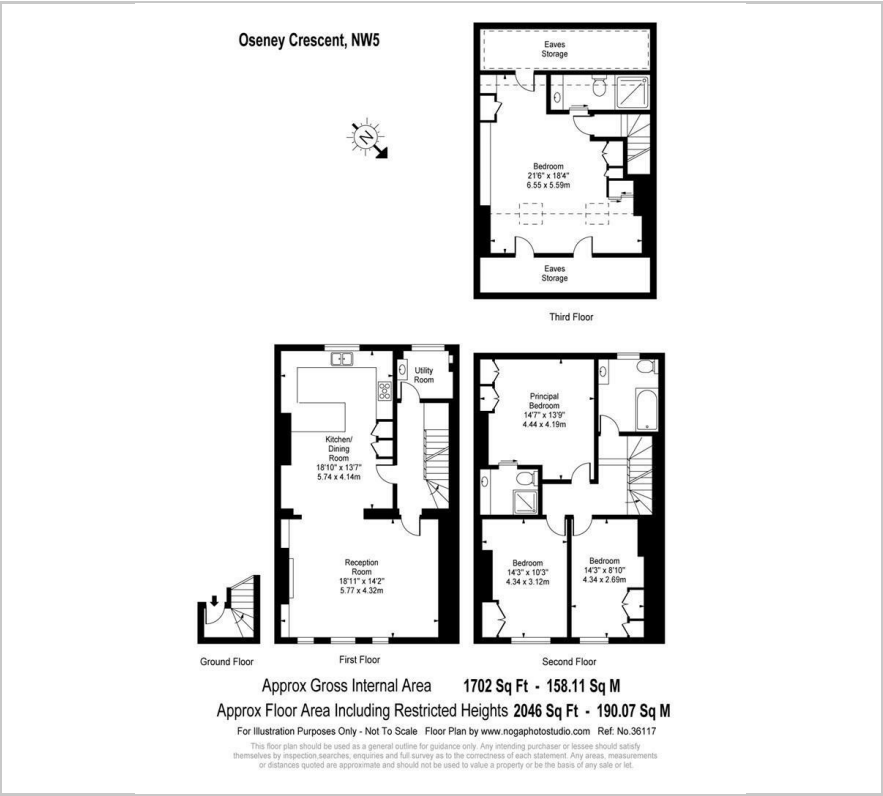 Oseney Crescent, NW5
N
Eaves
Storage
Bedroom
21'6" x 18'4"
6.55 x 5.59m
Eaves
Storage
Third Floor
Utility
Room
Kitchen/
Dining
Room
18'10" x 13'7"
5.74 x 4.14m
Reception
Room
18'11" x 14'2"
5.77 x 4.32m
Principal
Bedroom
14'7" x 13'9"
4.44 x 4.19m
Bedroom
14'3" x 10'3"
4.34 x 3.12m
Bedroom
14'3" x 8'10"
4.34 x 2.69m
Ground Floor
First Floor
Second Floor
Approx Gross Internal Area 1702 Sq Ft - 158.11 Sq M
Approx Floor Area Including Restricted Heights 2046 Sq Ft - 190.07 Sq M
For Illustration Purposes Only - Not To Scale Floor Plan by www.nogaphotostudio.com Ref: No.36117
This floor plan should be used as a general outline for guidance only. Any intending purchaser or lessee should satisfy
themselves by inspection,searches, enquiries and full survey as to the correctness of each statement. Any areas, measurements
or distances quoted are approximate and should not be used to value a property or be the basis of any sale or let.